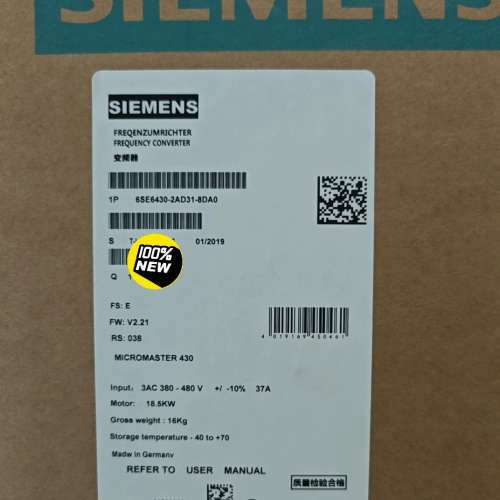 SIEMENS
SIEMENS
FREQENZUMRICHTER
FREQUENCY CONVERTER
变频器
1P 6SE6430-2AD31-8DA0
S 01/2019
100%
NEW
Q 1
FS: E
FW: V2.21
RS: 038
4019169450461
MICROMASTER 430
Input: 3AC 380 - 480 V +/ -10% 37A
Motor: 18.5KW
Gross weight : 16Kg
Storage temperature - 40 to +70
Made in Germany
REFER TO USER MANUAL
质量检验合格